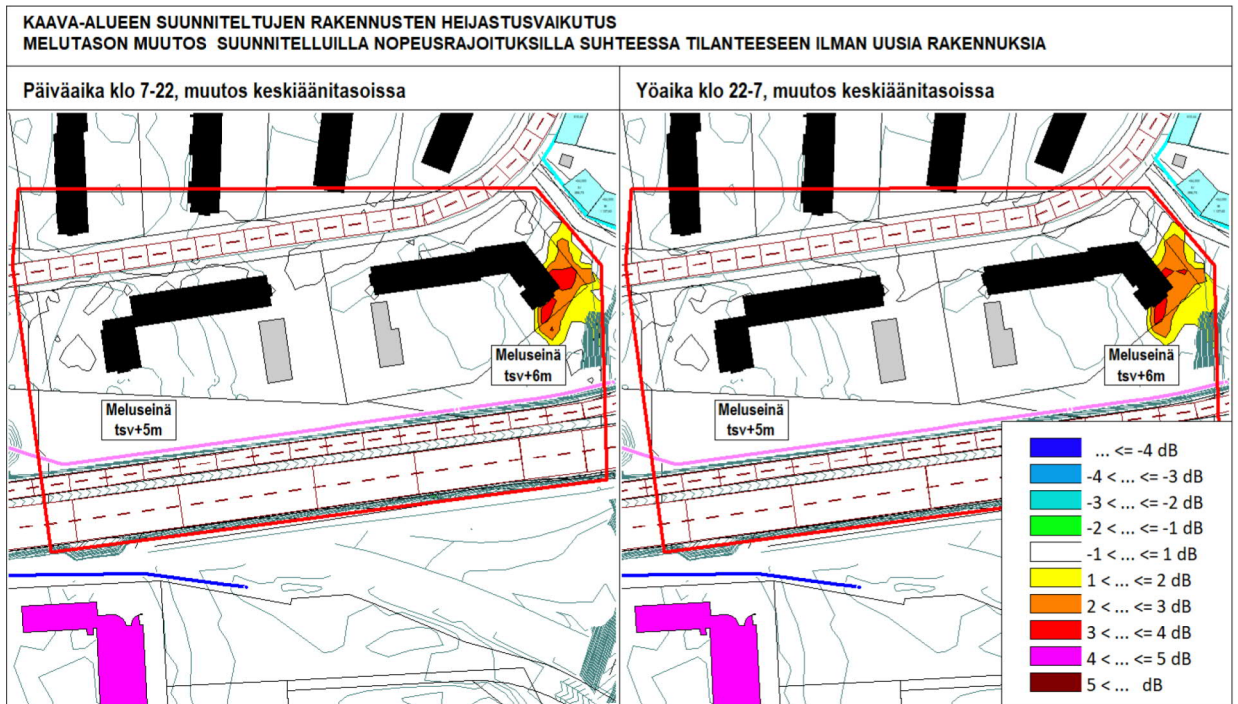 KAAVA-ALUEEN SUUNNITELTUJEN RAKENNUSTEN HEIJASTUSVAIKUTUS
MELUTASON MUUTOS SUUNNITELLUILLA NOPEUSRAJOITUKSILLA SUHTEESSA TILANTEESEEN ILMAN UUSIA RAKENNUKSIA
Päiväaika klo 7-22, muutos keskiäänitasoissa
Yöaika klo 22-7, muutos keskiäänitasoissa
Meluseinä
tsv+6m
Meluseinä
tsv+5m
Meluseinä
tsv+6m
Meluseinä
tsv+5m
... <= -4 dB
-4 < ... <= -3 dB
-3 < ... <= -2 dB
-2 < ... <= -1 dB
-1 < ... <= 1 dB
1 < ... <= 2 dB
2 < ... <= 3 dB
3 < ... <= 4 dB
4 < ... <= 5 dB
5 < ... dB